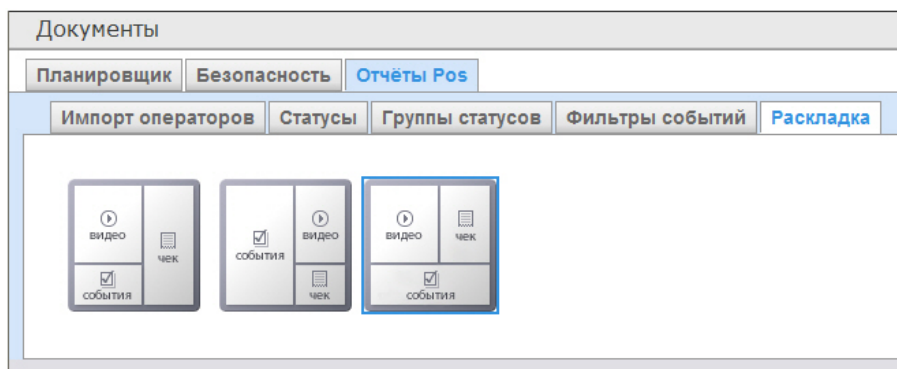 Документы
Планировщик Безопасность Отчёты Pos
Импорт операторов Статусы Группы статусов Фильтры событий Раскладка
видео чек события
события видео чек
видео чек события